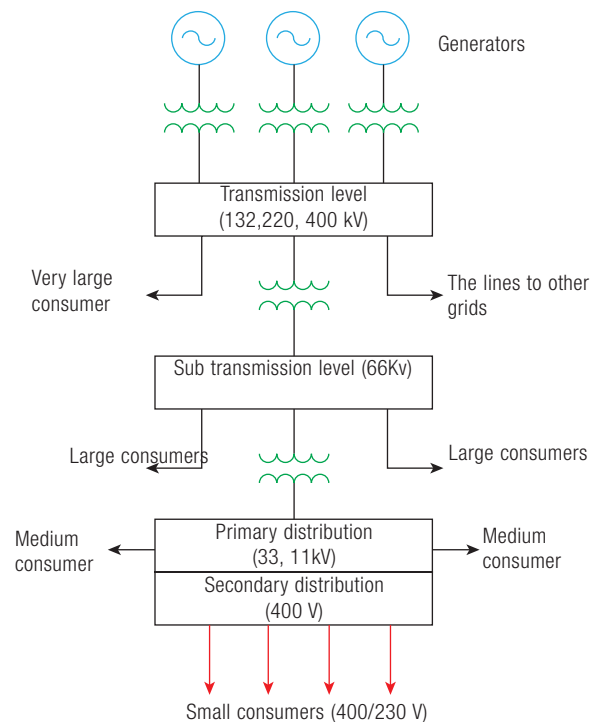 Generators
Transmission level
(132,220, 400 kV)
Very large
consumer
The lines to other
grids
Sub transmission level (66Kv)
Large consumers
Large consumers
Medium
consumer
Primary distribution
(33, 11kV)
Medium
consumer
Secondary distribution
(400 V)
Small consumers (400/230 V)